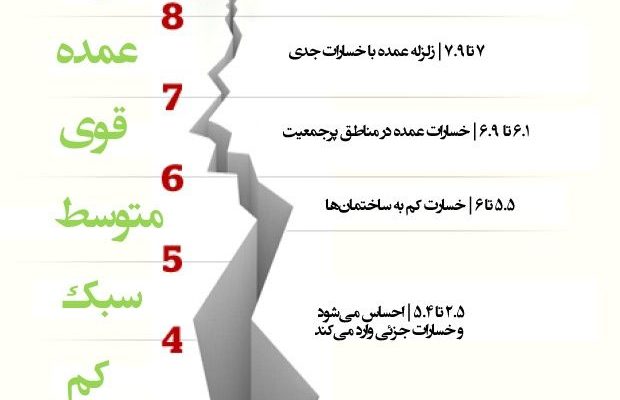 8
عمده
۷ تا ۷.۹ | زلزله عمده با خسارات جدی
7
قوی
۶.۱ تا ۶.۹ | خسارات عمده در مناطق پرجمعیت
6
متوسط
۵.۵ تا ۶ | خسارت کم به ساختمان‌ها
5
سبک
۲.۵ تا ۵.۴ | احساس می‌شود
و خسارات جزئی وارد می‌کند
4
کم